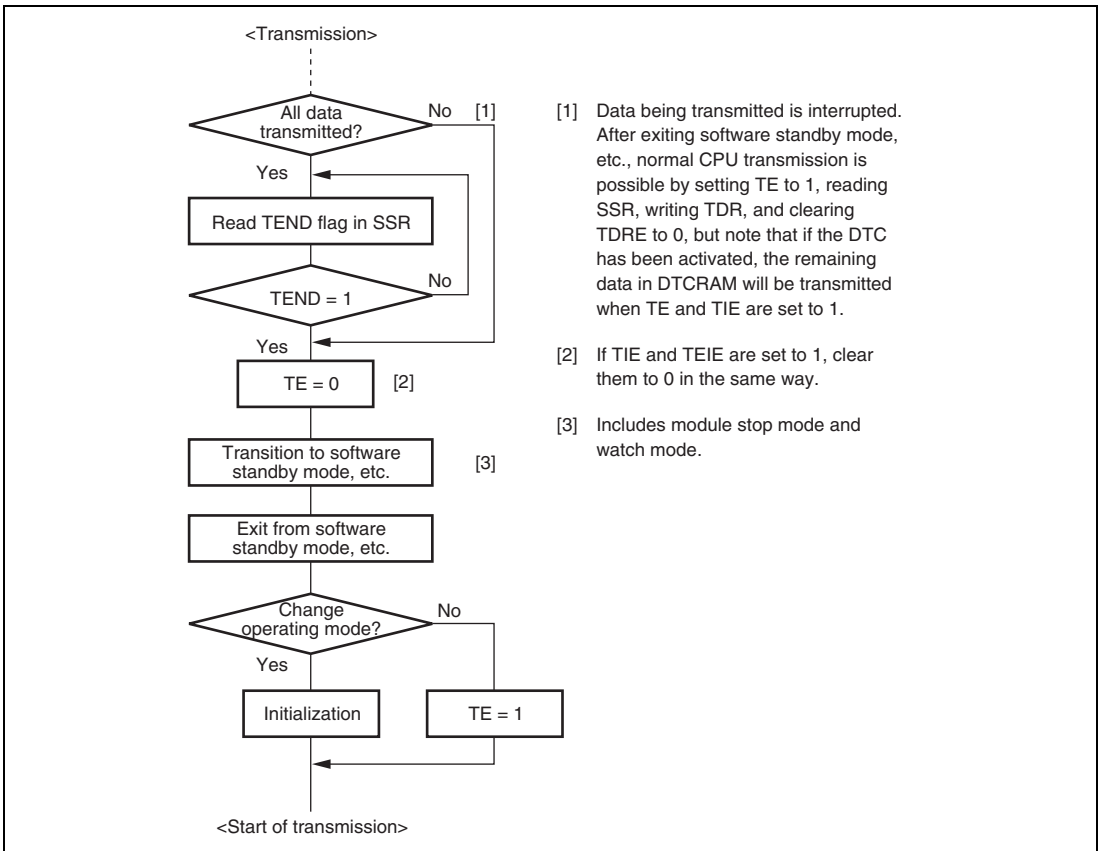 <Transmission>
All data
transmitted?
No
[1]
Yes
Read TEND flag in SSR
TEND = 1
No
Yes
TE = 0
[2]
Transition to software
standby mode, etc.
[3]
Exit from software
standby mode, etc.
Change
operating mode?
No
Yes
Initialization
TE = 1
<Start of transmission>
[1] Data being transmitted is interrupted.
After exiting software standby mode,
etc., normal CPU transmission is
possible by setting TE to 1, reading
SSR, writing TDR, and clearing
TDRE to 0, but note that if the DTC
has been activated, the remaining
data in DTCRAM will be transmitted
when TE and TIE are set to 1.
[2] If TIE and TEIE are set to 1, clear
them to 0 in the same way.
[3] Includes module stop mode and
watch mode.